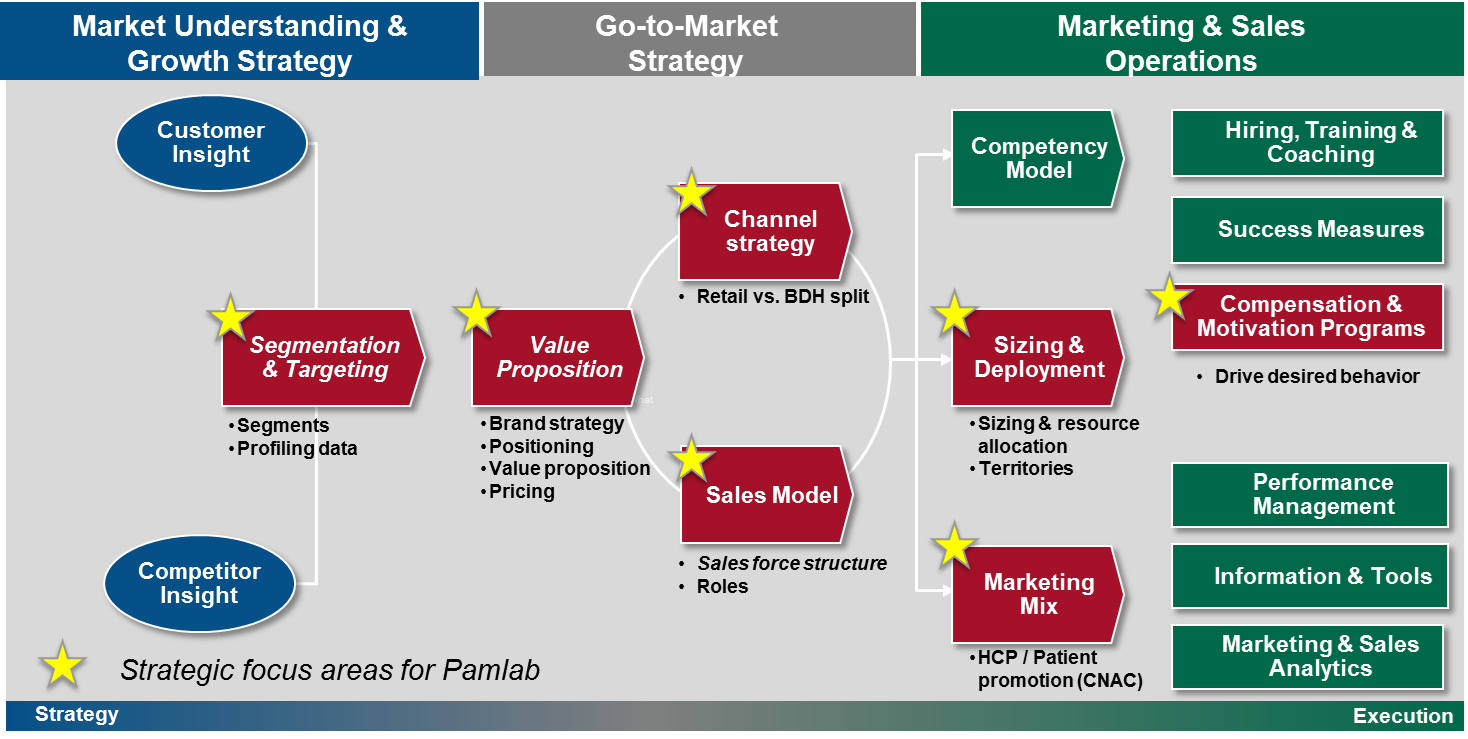 Market Understanding &
Growth Strategy
Go-to-Market
Strategy
Marketing & Sales
Operations
Customer
Insight
Segmentation
& Targeting
• Segments
• Profiling data
Competitor
Insight
Value
Proposition
• Brand strategy
• Positioning
• Value proposition
• Pricing
Channel
strategy
• Retail vs. BDH split
Sales Model
• Sales force structure
• Roles
Competency
Model
Sizing &
Deployment
• Sizing & resource
allocation
• Territories
Marketing
Mix
• HCP / Patient
promotion (CNAC)
Hiring, Training &
Coaching
Success Measures
Compensation &
Motivation Programs
• Drive desired behavior
Performance
Management
Information & Tools
Marketing & Sales
Analytics
Strategic focus areas for Pamlab
Strategy
Execution